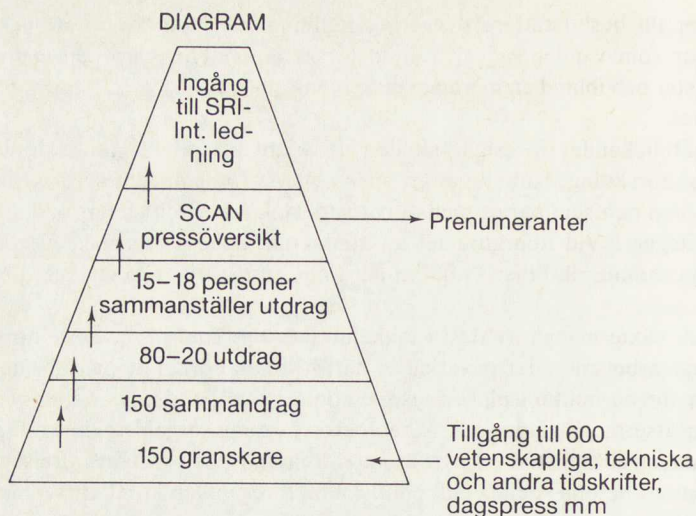 DIAGRAM
Ingång
till SRI-
Int. led-
ning
SCAN
pressöversikt
Prenumeranter
15–18 personer
sammanställer utdrag
80–20 utdrag
150 sammandrag
150 granskare
Tillgång till 600
vetenskapliga, tekniska
och andra tidskrifter,
dagspress mm